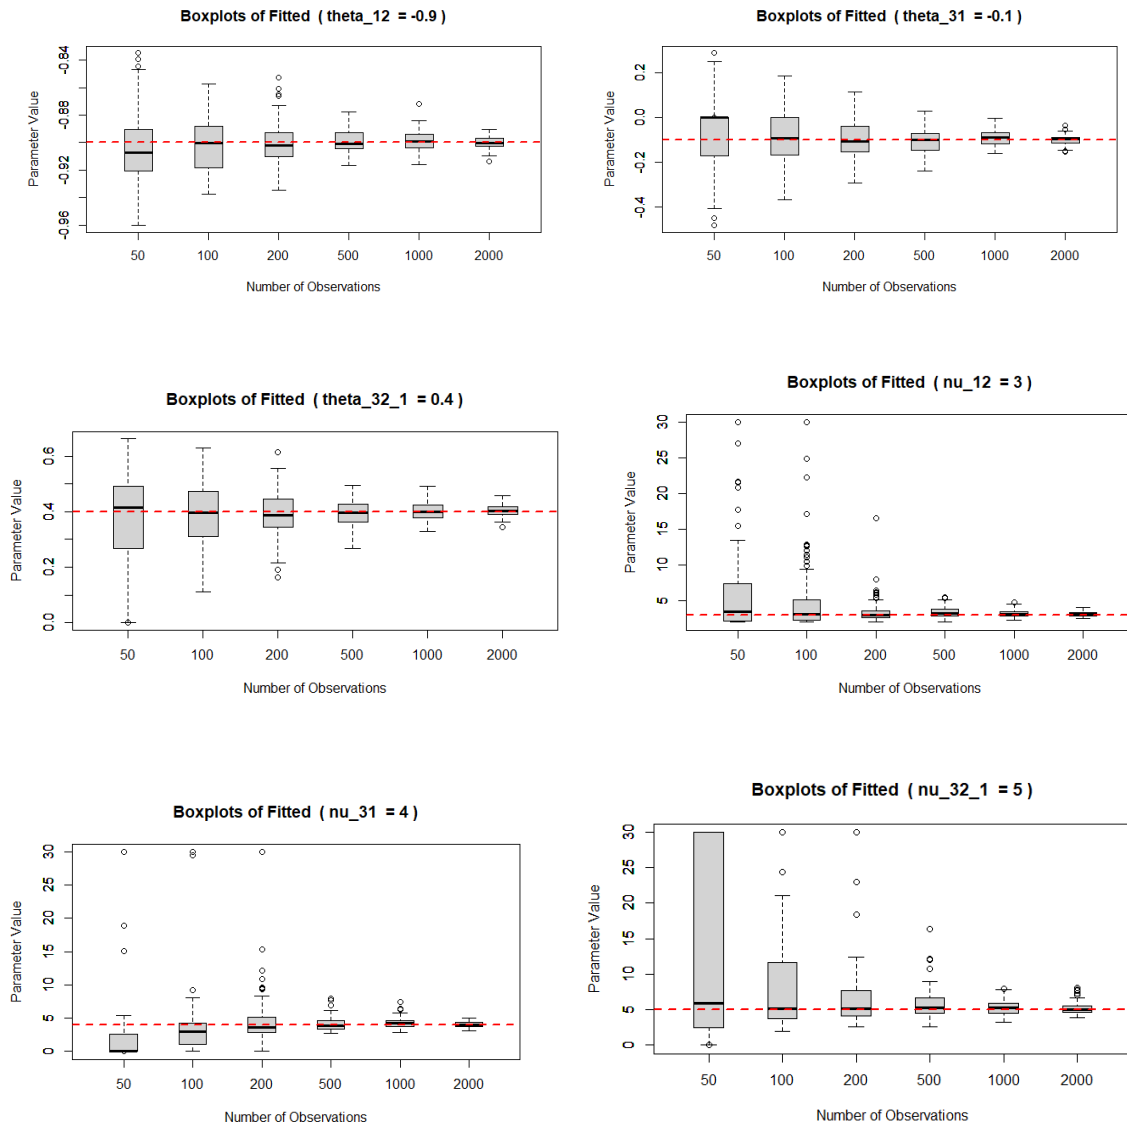 Boxplots of Fitted ( theta_12 = -0.9 )
Parameter Value
-0.84
-0.88
-0.92
-0.96
50 100 200 500 1000 2000
Number of Observations
Boxplots of Fitted ( theta_31 = -0.1 )
Parameter Value
0.2
0.0
-0.2
-0.4
50 100 200 500 1000 2000
Number of Observations
Boxplots of Fitted ( theta_32_1 = 0.4 )
Parameter Value
0.6
0.4
0.2
0.0
50 100 200 500 1000 2000
Number of Observations
Boxplots of Fitted ( nu_12 = 3 )
Parameter Value
30
25
20
15
10
5
50 100 200 500 1000 2000
Number of Observations
Boxplots of Fitted ( nu_31 = 4 )
Parameter Value
30
25
20
15
10
5
0
50 100 200 500 1000 2000
Number of Observations
Boxplots of Fitted ( nu_32_1 = 5 )
Parameter Value
30
25
20
15
10
5
0
50 100 200 500 1000 2000
Number of Observations